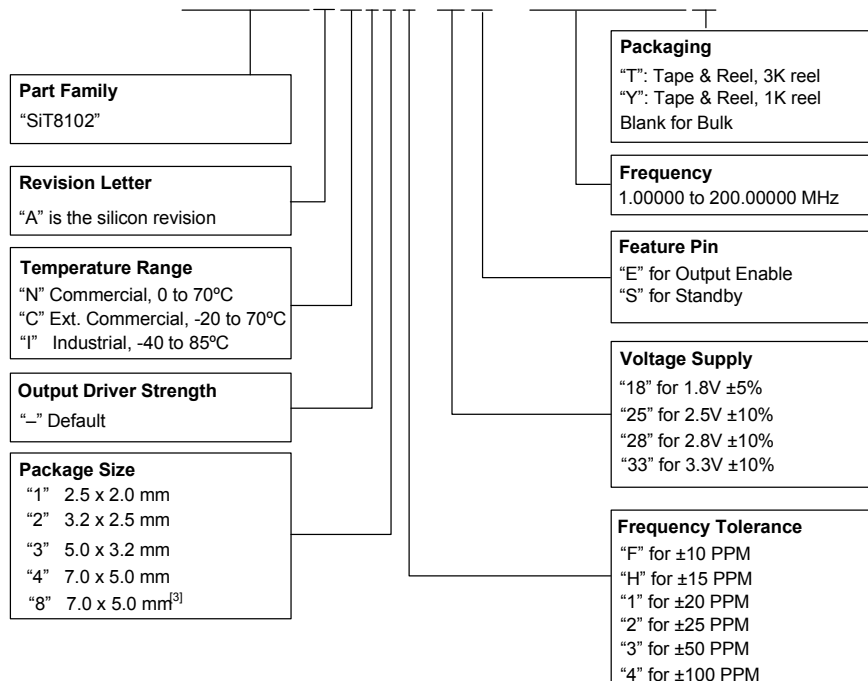 Part Family
“SiT8102”
Revision Letter
“A” is the silicon revision
Temperature Range
“N” Commercial, 0 to 70ºC
“C” Ext. Commercial, -20 to 70ºC
“I” Industrial, -40 to 85ºC
Output Driver Strength
“–” Default
Package Size
“1” 2.5 x 2.0 mm
“2” 3.2 x 2.5 mm
“3” 5.0 x 3.2 mm
“4” 7.0 x 5.0 mm
“8” 7.0 x 5.0 mm[3]
Packaging
“T”: Tape & Reel, 3K reel
“Y”: Tape & Reel, 1K reel
Blank for Bulk
Frequency
1.00000 to 200.00000 MHz
Feature Pin
“E” for Output Enable
“S” for Standby
Voltage Supply
“18” for 1.8V ±5%
“25” for 2.5V ±10%
“28” for 2.8V ±10%
“33” for 3.3V ±10%
Frequency Tolerance
“F” for ±10 PPM
“H” for ±15 PPM
“1” for ±20 PPM
“2” for ±25 PPM
“3” for ±50 PPM
“4” for ±100 PPM